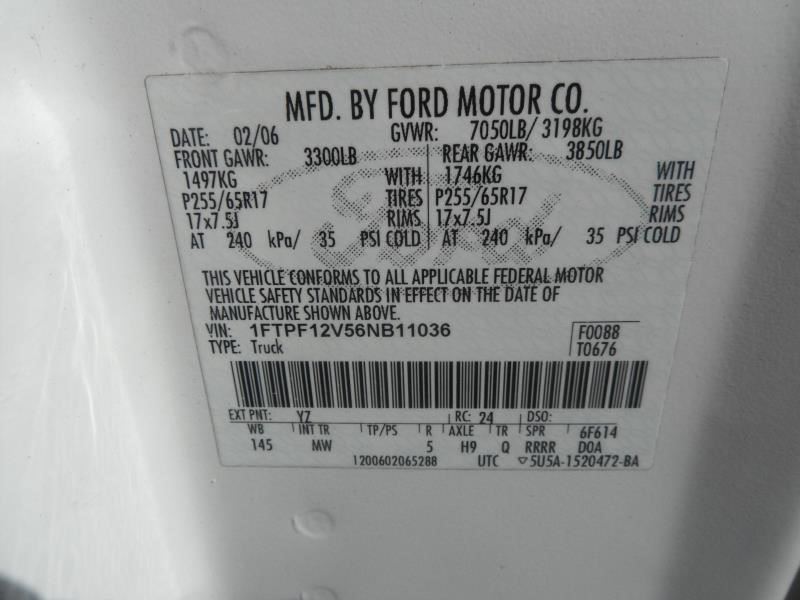 MFD. BY FORD MOTOR CO.
DATE: 02/06 GVWR: 7050LB/ 3198KG
FRONT GAWR: 3300LB REAR GAWR: 3850LB
1497KG WITH 1746KG WITH
P255/65R17 TIRES P255/65R17 TIRES
17x7.5J RIMS 17x7.5J RIMS
AT 240 kPa/ 35 PSI COLD AT 240 kPa/ 35 PSI COLD
Ford
THIS VEHICLE CONFORMS TO ALL APPLICABLE FEDERAL MOTOR
VEHICLE SAFETY STANDARDS IN EFFECT ON THE DATE OF
MANUFACTURE SHOWN ABOVE.
VIN: 1FTPF12V56NB11036 F0088
TYPE: Truck T0676
EXT PNT: YZ RC: 24 DSO:
WB INT TR TP/PS R AXLE TR SPR 6F614
145 MW 5 H9 Q RRRR DOA
1200602065288 UTC ▽5U5A-1520472-BA